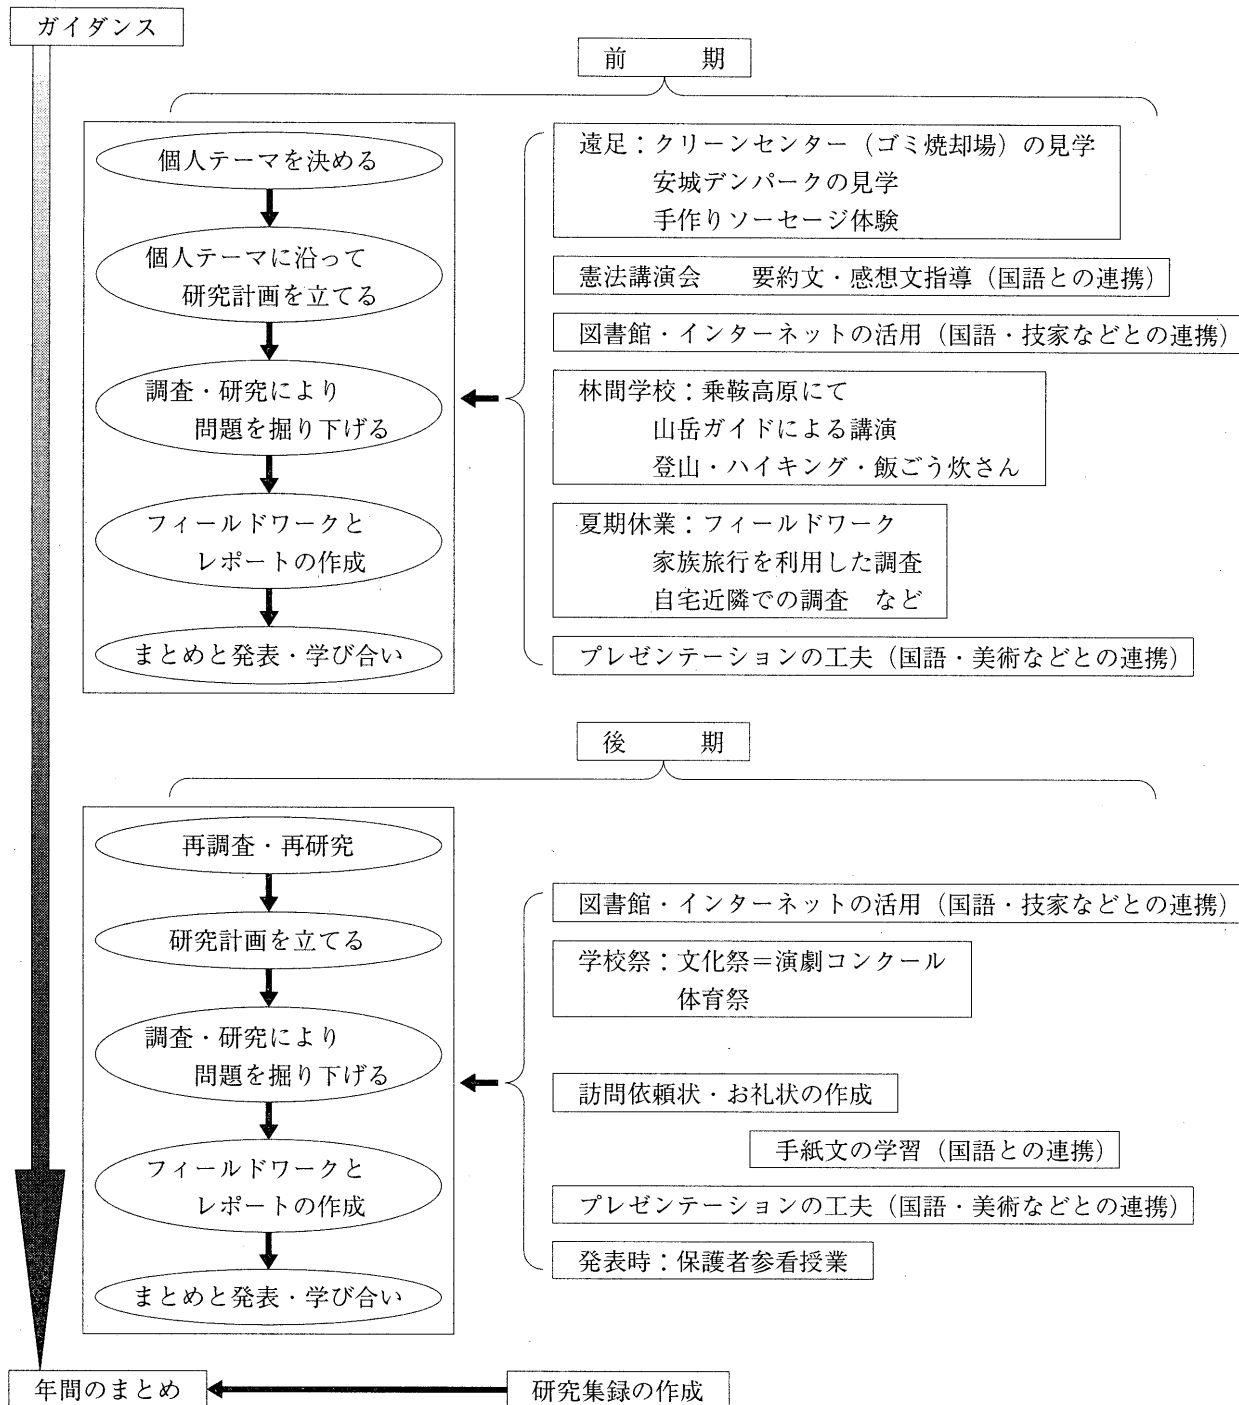 ガイダンス
前　　期
個人テーマを決める
個人テーマに沿って
研究計画を立てる
調査・研究により
問題を掘り下げる
フィールドワークと
レポートの作成
まとめと発表・学び合い
遠足：クリーンセンター（ゴミ焼却場）の見学
安城デンパークの見学
手作りソーセージ体験
憲法講演会　　要約文・感想文指導（国語との連携）
図書館・インターネットの活用（国語・技家などとの連携）
林間学校：乗鞍高原にて
山岳ガイドによる講演
登山・ハイキング・飯ごう炊さん
夏期休業：フィールドワーク
家族旅行を利用した調査
自宅近隣での調査　など
プレゼンテーションの工夫（国語・美術などとの連携）
後　　期
再調査・再研究
研究計画を立てる
調査・研究により
問題を掘り下げる
フィールドワークと
レポートの作成
まとめと発表・学び合い
図書館・インターネットの活用（国語・技家などとの連携）
学校祭：文化祭＝演劇コンクール
体育祭
訪問依頼状・お礼状の作成
手紙文の学習（国語との連携）
プレゼンテーションの工夫（国語・美術などとの連携）
発表時：保護者参看授業
年間のまとめ
研究集録の作成